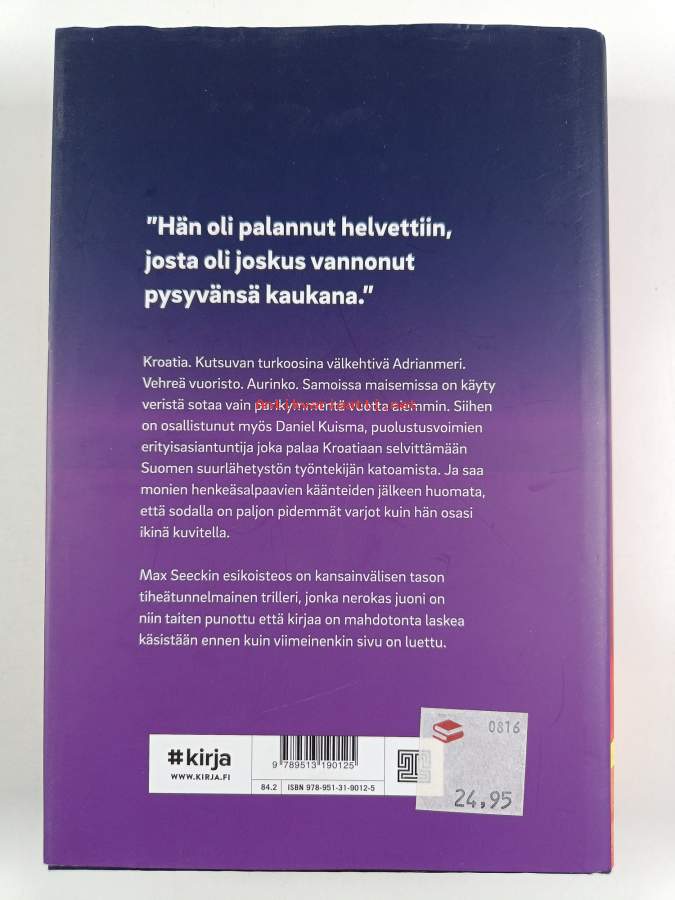 "Hän oli palannut helvettiin,
josta oli joskus vannonut
pysyvänsä kaukana."
Kroatia. Kutsuvan turkoosina välkehtivä Adrianmeri.
Vehreä vuoristo. Aurinko. Samoissa maisemissa on käyty
veristä sotaa vain parikymmentä vuotta aiemmin. Siihen
on osallistunut myös Daniel Kuisma, puolustusvoimien
erityisasiantuntija joka palaa Kroatiaan selvittämään
Suomen suurlähetystön työntekijän katoamista. Ja saa
monien henkeäsalpaavien käänteiden jälkeen huomata,
että sodalla on paljon pidemmät varjot kuin hän osasi
ikinä kuvitella.
Max Seeckin esikoisteos on kansainvälisen tason
tiheätunnelmainen trilleri, jonka nerokas juoni on
niin taiten punottu että kirjaa on mahdotonta laskea
käsistään ennen kuin viimeinenkin sivu on luettu.
#kirja
WWW.KIRJA.FI
9 789513 190125
84.2 ISBN 978-951-31-9012-5
0816
24,95